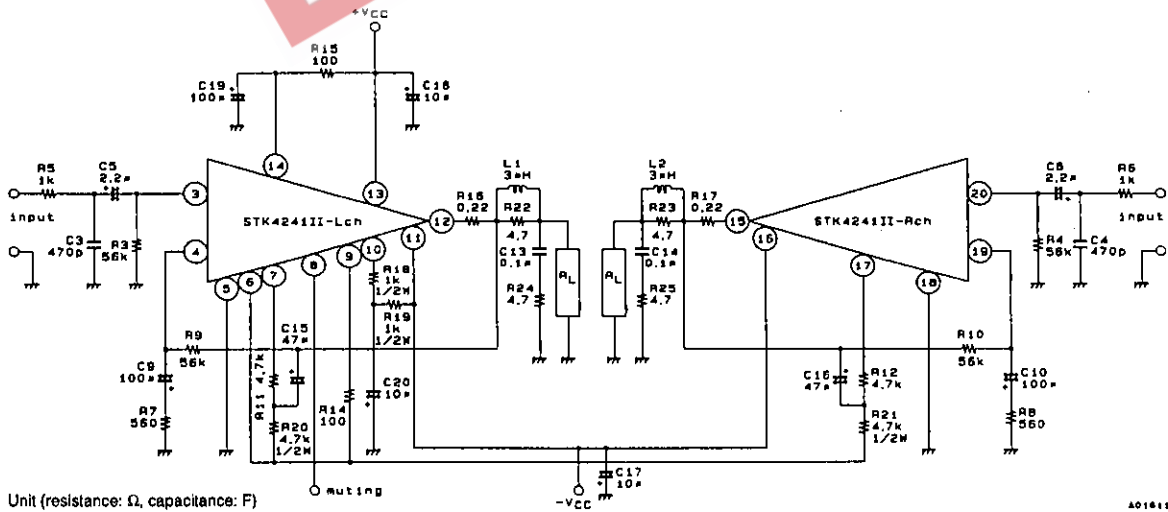 +VCC
R15
100
C19
100μ
C18
10μ
14
13
R5
1k
C5
2.2μ
input
C3
470p
R3
56k
3
4
STK4241II-Lch
12
R16
0.22
L1
3μH
R22
4.7
C13
0.1μ
R24
4.7
RL
5
6
7
8
9
10
11
R18
1k
1/2W
R19
1k
1/2W
R9
56k
C9
100μ
R7
560
C15
47μ
R11 4.7k
R20
4.7k
1/2W
R14
100
C20
10μ
muting
-VCC
C17
10μ
L2
3μH
R17
0.22
R23
4.7
C14
0.1μ
R25
4.7
RL
15
16
17
18
STK4241II-Rch
20
19
C6
2.2μ
R6
1k
input
R4
56k
C4
470p
R10
56k
C16
47μ
R12
4.7k
R21
4.7k
1/2W
C10
100μ
R8
560
Unit (resistance: Ω, capacitance: F)